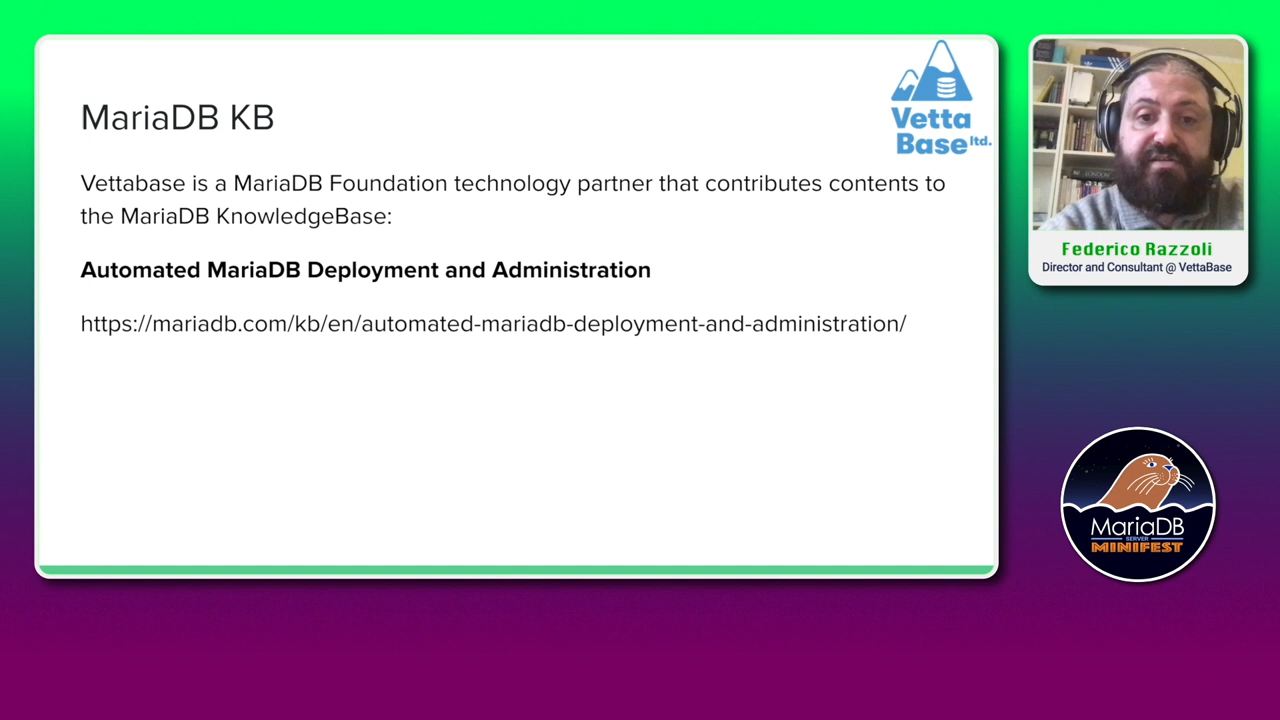 MariaDB KB
Vettabase is a MariaDB Foundation technology partner that contributes contents to
the MariaDB KnowledgeBase:
Automated MariaDB Deployment and Administration
https://mariadb.com/kb/en/automated-mariadb-deployment-and-administration/
Vetta
Base ltd.
LONDON
Federico Razzoli
Director and Consultant @ VettaBase
MariaDB
SERVER
MINIFEST